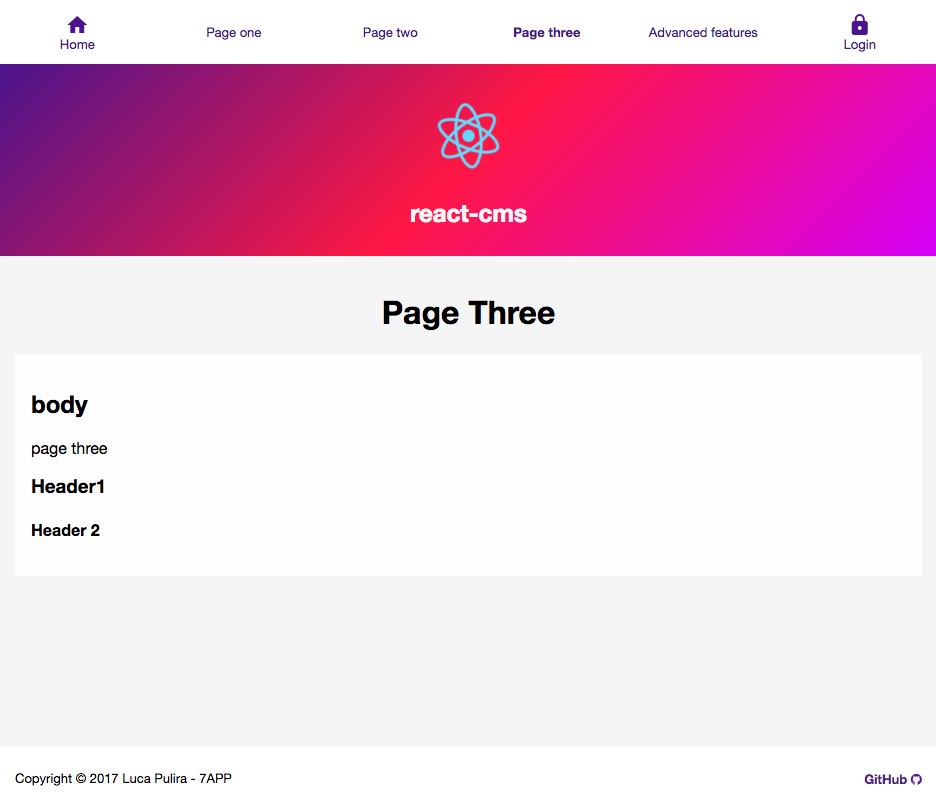 Home
Page one
Page two
Page three
Advanced features
Login
react-cms
Page Three
body
page three
Header1
Header 2
Copyright © 2017 Luca Pulira - 7APP
GitHub